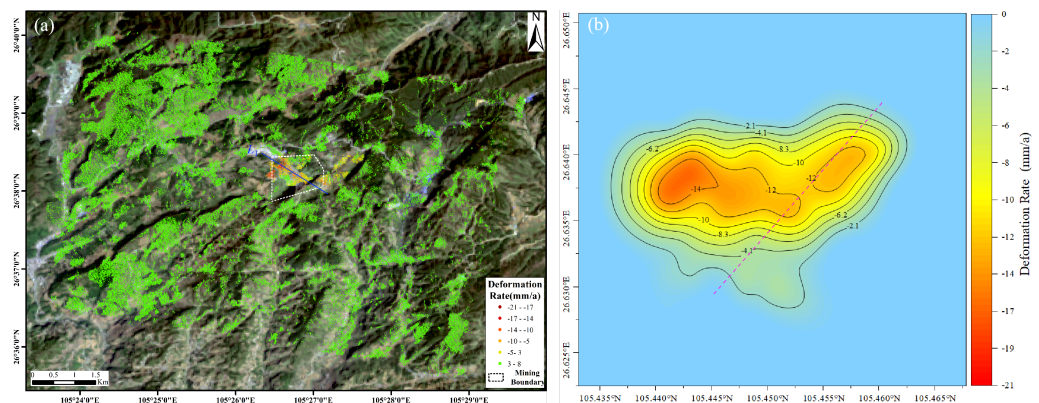 (a)
N
26°40'0"N
26°39'0"N
26°38'0"N
26°37'0"N
26°36'0"N
Deformation
Rate(mm/a)
-21 - -17
-17 - -14
-14 - -10
-10 - -5
-5- 3
3 - 8
Mining
Boundary
0 0.5 1 1.5
Km
105°24'0"E 105°25'0"E 105°26'0"E 105°27'0"E 105°28'0"E 105°29'0"E
(b)
26.650°E
26.645°E
26.640°E
26.635°E
26.630°E
26.625°E
-2.1
-4.1
-6.2
-8.3
-10
-12
-14
-12
-10
-6.2
-8.3
-2.1
-4.1
105.435°N 105.440°N 105.445°N 105.450°N 105.455°N 105.460°N 105.465°N
0
-2
-4
-6
-8
-10
-12
-14
-16
-17
-19
-21
Deformation Rate (mm/a)